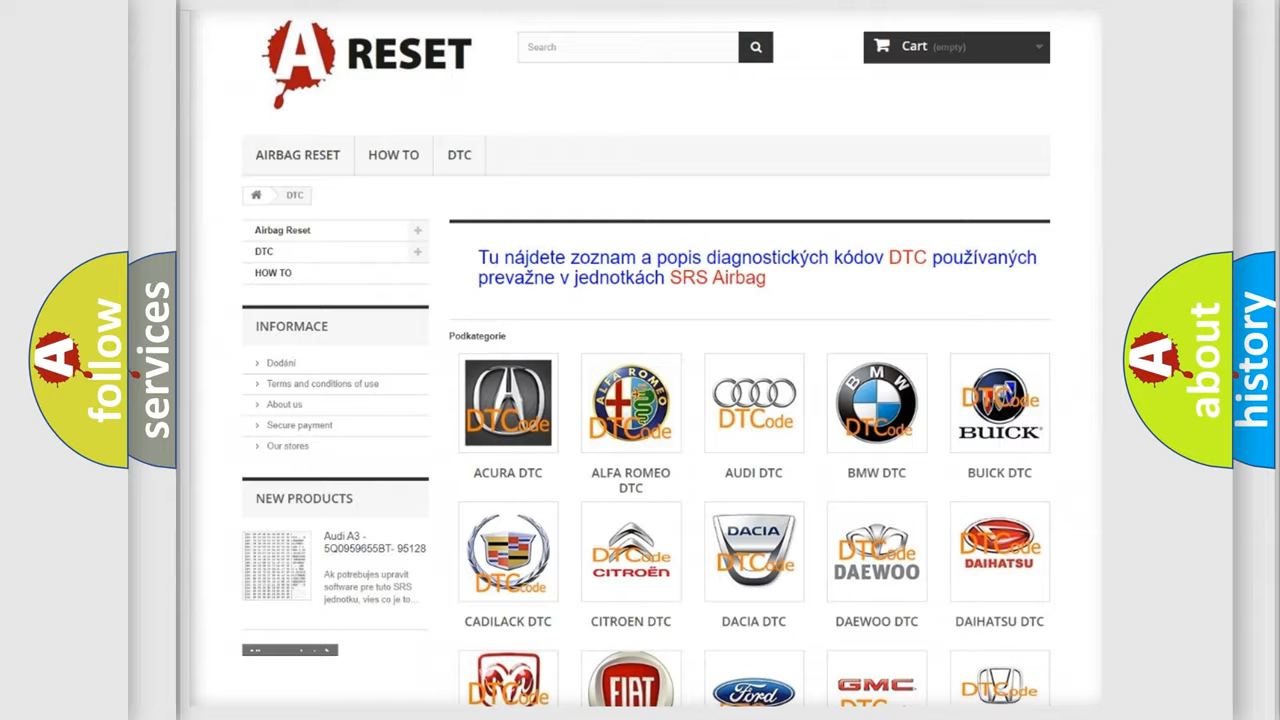 A RESET
Search
Cart (empty)
AIRBAG RESET
HOW TO
DTC
DTC
Airbag Reset
DTC
HOW TO
Tu nájdete zoznam a popis diagnostických kódov DTC používaných
prevažne v jednotkách SRS Airbag
INFORMACE
Dodání
Terms and conditions of use
About us
Secure payment
Our stores
NEW PRODUCTS
Audi A3 -
5Q0959655BT- 95128
Ak potrebujes upravit
software pre tuto SRS
jednotku, vies co je to...
Podkategorie
DTCode
ALFA ROMEO
DTCode
DTCode
BMW
DTCode
DTCode
BUICK
ACURA DTC
ALFA ROMEO
DTC
AUDI DTC
BMW DTC
BUICK DTC
DTCode
DTCode
CITROËN
DACIA
DTCode
DTCode
DAEWOO
DTCode
DAIHATSU
CADILACK DTC
CITROEN DTC
DACIA DTC
DAEWOO DTC
DAIHATSU DTC
DTCode
FIAT
Ford
GMC
DTCode
A follow
services
A about
history